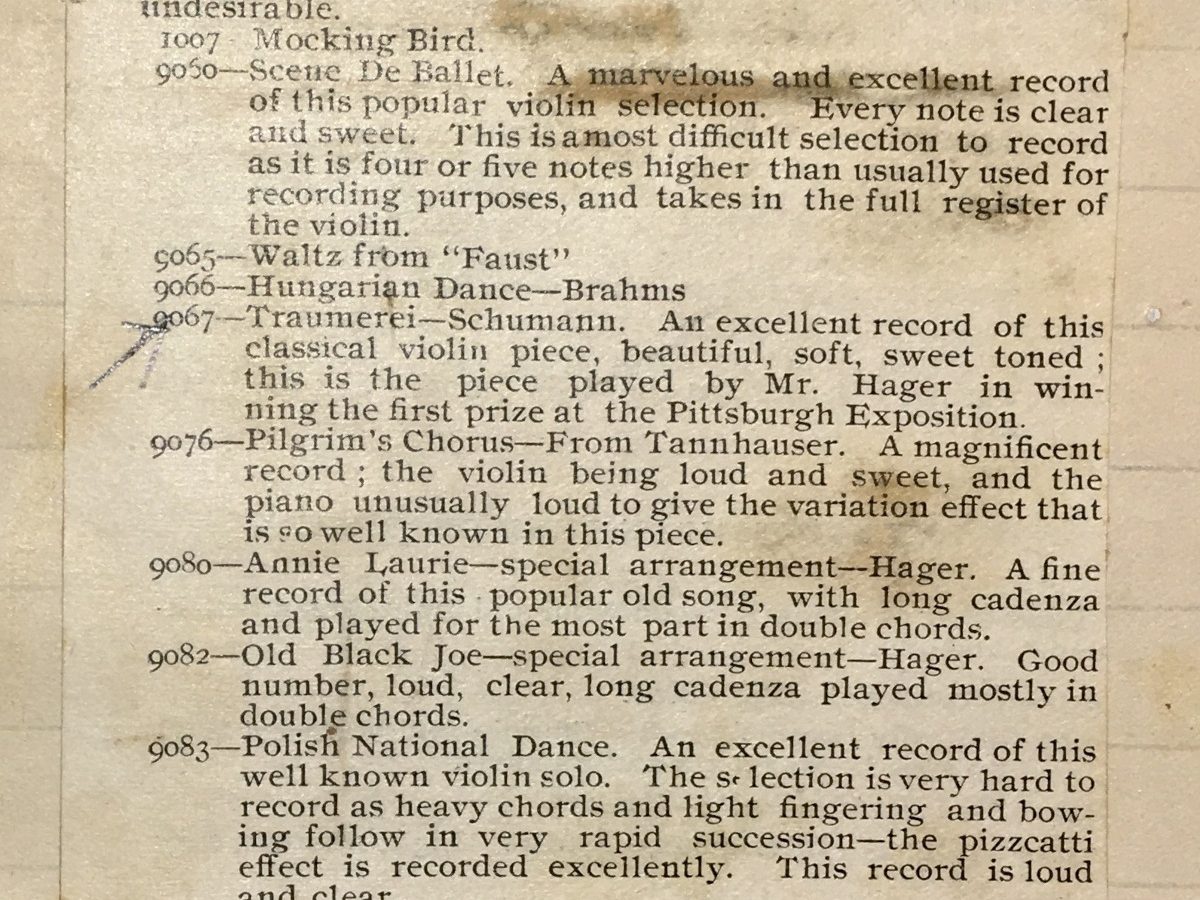 undesirable.
1007 Mocking Bird.
9060—Scene De Ballet. A marvelous and excellent record
of this popular violin selection. Every note is clear
and sweet. This is a most difficult selection to record
as it is four or five notes higher than usually used for
recording purposes, and takes in the full register of
the violin.
9065—Waltz from “Faust”
9066—Hungarian Dance—Brahms
9067—Traumerei—Schumann. An excellent record of this
classical violin piece, beautiful, soft, sweet toned ;
this is the piece played by Mr. Hager in win-
ning the first prize at the Pittsburgh Exposition.
9076—Pilgrim’s Chorus—From Tannhauser. A magnificent
record ; the violin being loud and sweet, and the
piano unusually loud to give the variation effect that
is so well known in this piece.
9080—Annie Laurie—special arrangement—Hager. A fine
record of this popular old song, with long cadenza
and played for the most part in double chords.
9082—Old Black Joe—special arrangement—Hager. Good
number, loud, clear, long cadenza played mostly in
double chords.
9083—Polish National Dance. An excellent record of this
well known violin solo. The selection is very hard to
record as heavy chords and light fingering and bow-
ing follow in very rapid succession—the pizzcatti
effect is recorded excellently. This record is loud
and clear.